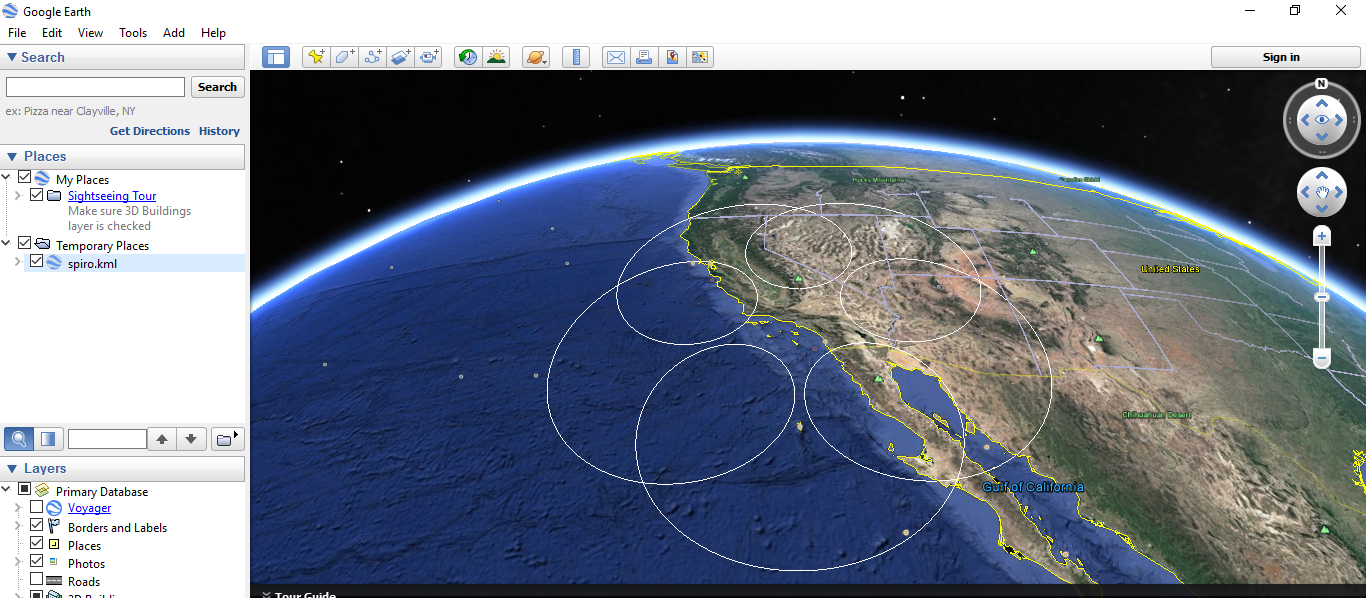 Google Earth
File Edit View Tools Add Help
Search
Search
ex: Pizza near Clayville, NY
Get Directions History
Places
My Places
Sightseeing Tour
Make sure 3D Buildings
layer is checked
Temporary Places
spiro.kml
Layers
Primary Database
Voyager
Borders and Labels
Places
Photos
Roads
Sign in
N
Rocky Mountains
United States
Chihuahuan Desert
Gulf of California
Tour Guide